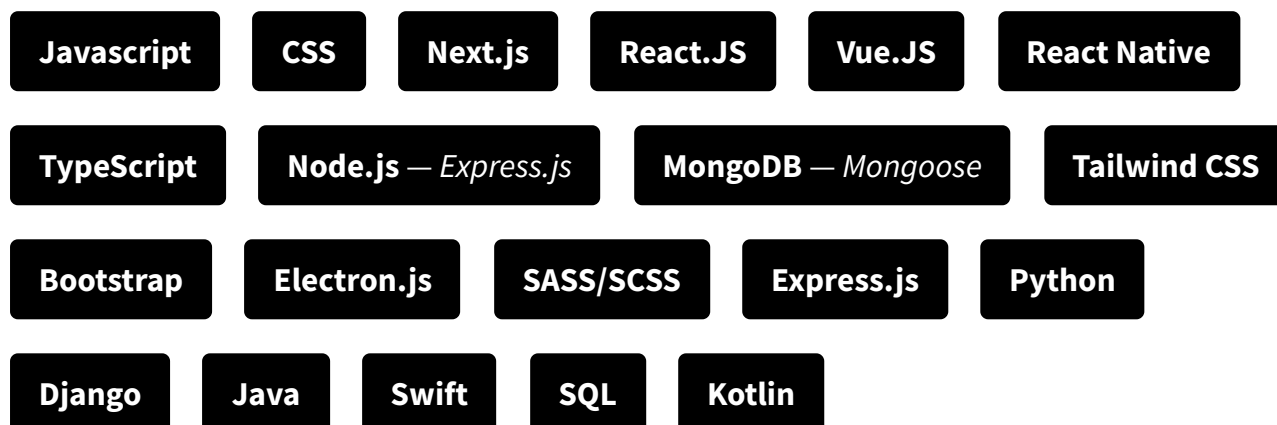 Javascript CSS Next.js React.JS Vue.JS React Native
TypeScript Node.js — Express.js MongoDB — Mongoose Tailwind CSS
Bootstrap Electron.js SASS/SCSS Express.js Python
Django Java Swift SQL Kotlin